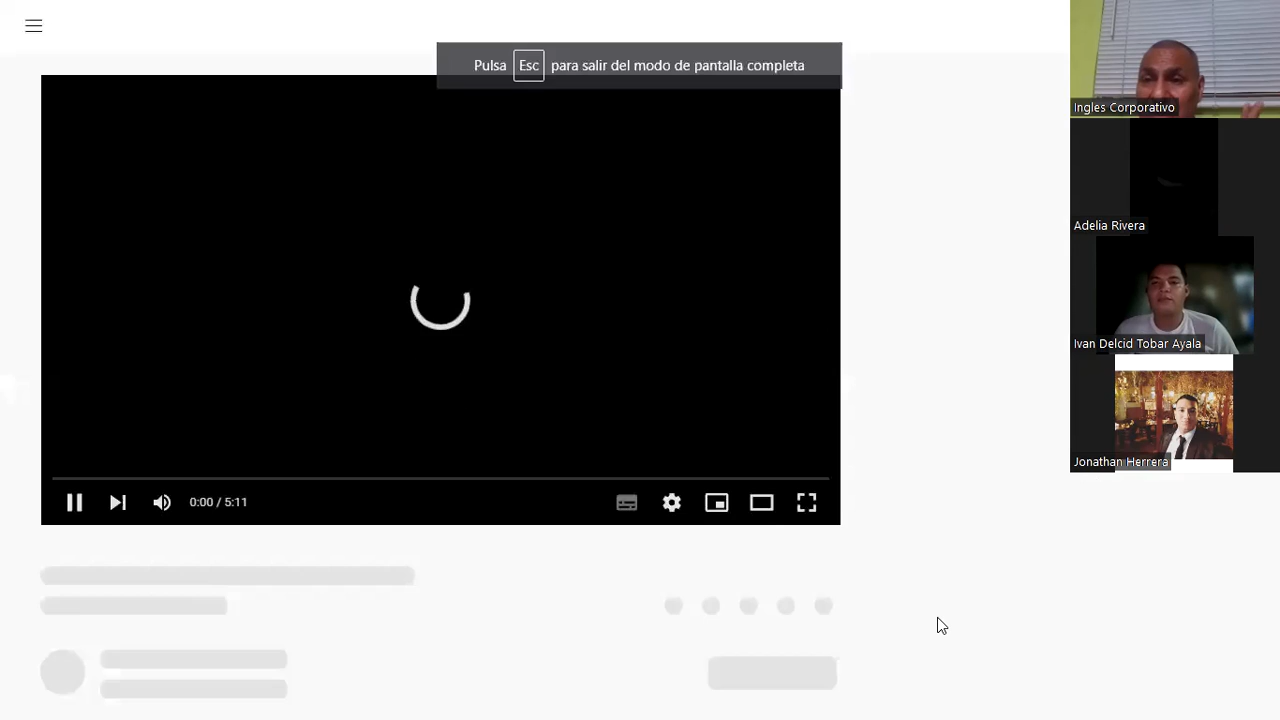 Pulsa Esc para salir del modo de pantalla completa
Ingles Corporativo
Adelia Rivera
Ivan Delcid Tobar Ayala
Jonathan Herrera
0:00 / 5:11